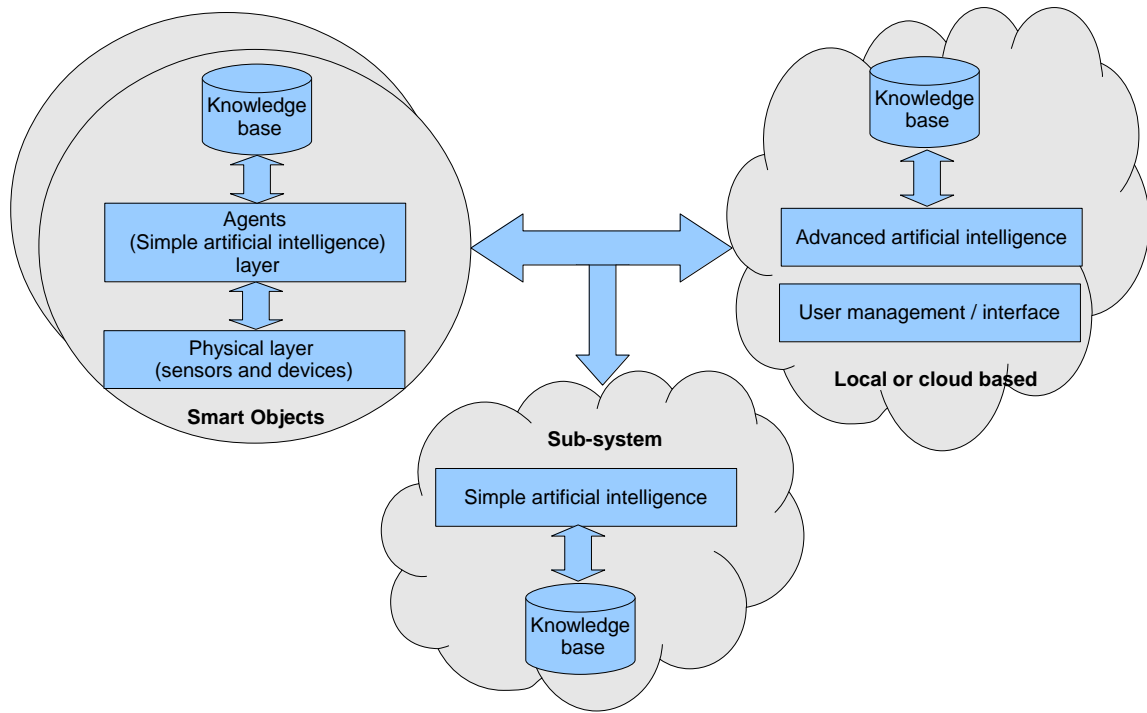 Knowledge
base
Agents
(Simple artificial intelligence)
layer
Physical layer
(sensors and devices)
Smart Objects
Knowledge
base
Advanced artificial intelligence
User management / interface
Local or cloud based
Sub-system
Simple artificial intelligence
Knowledge
base